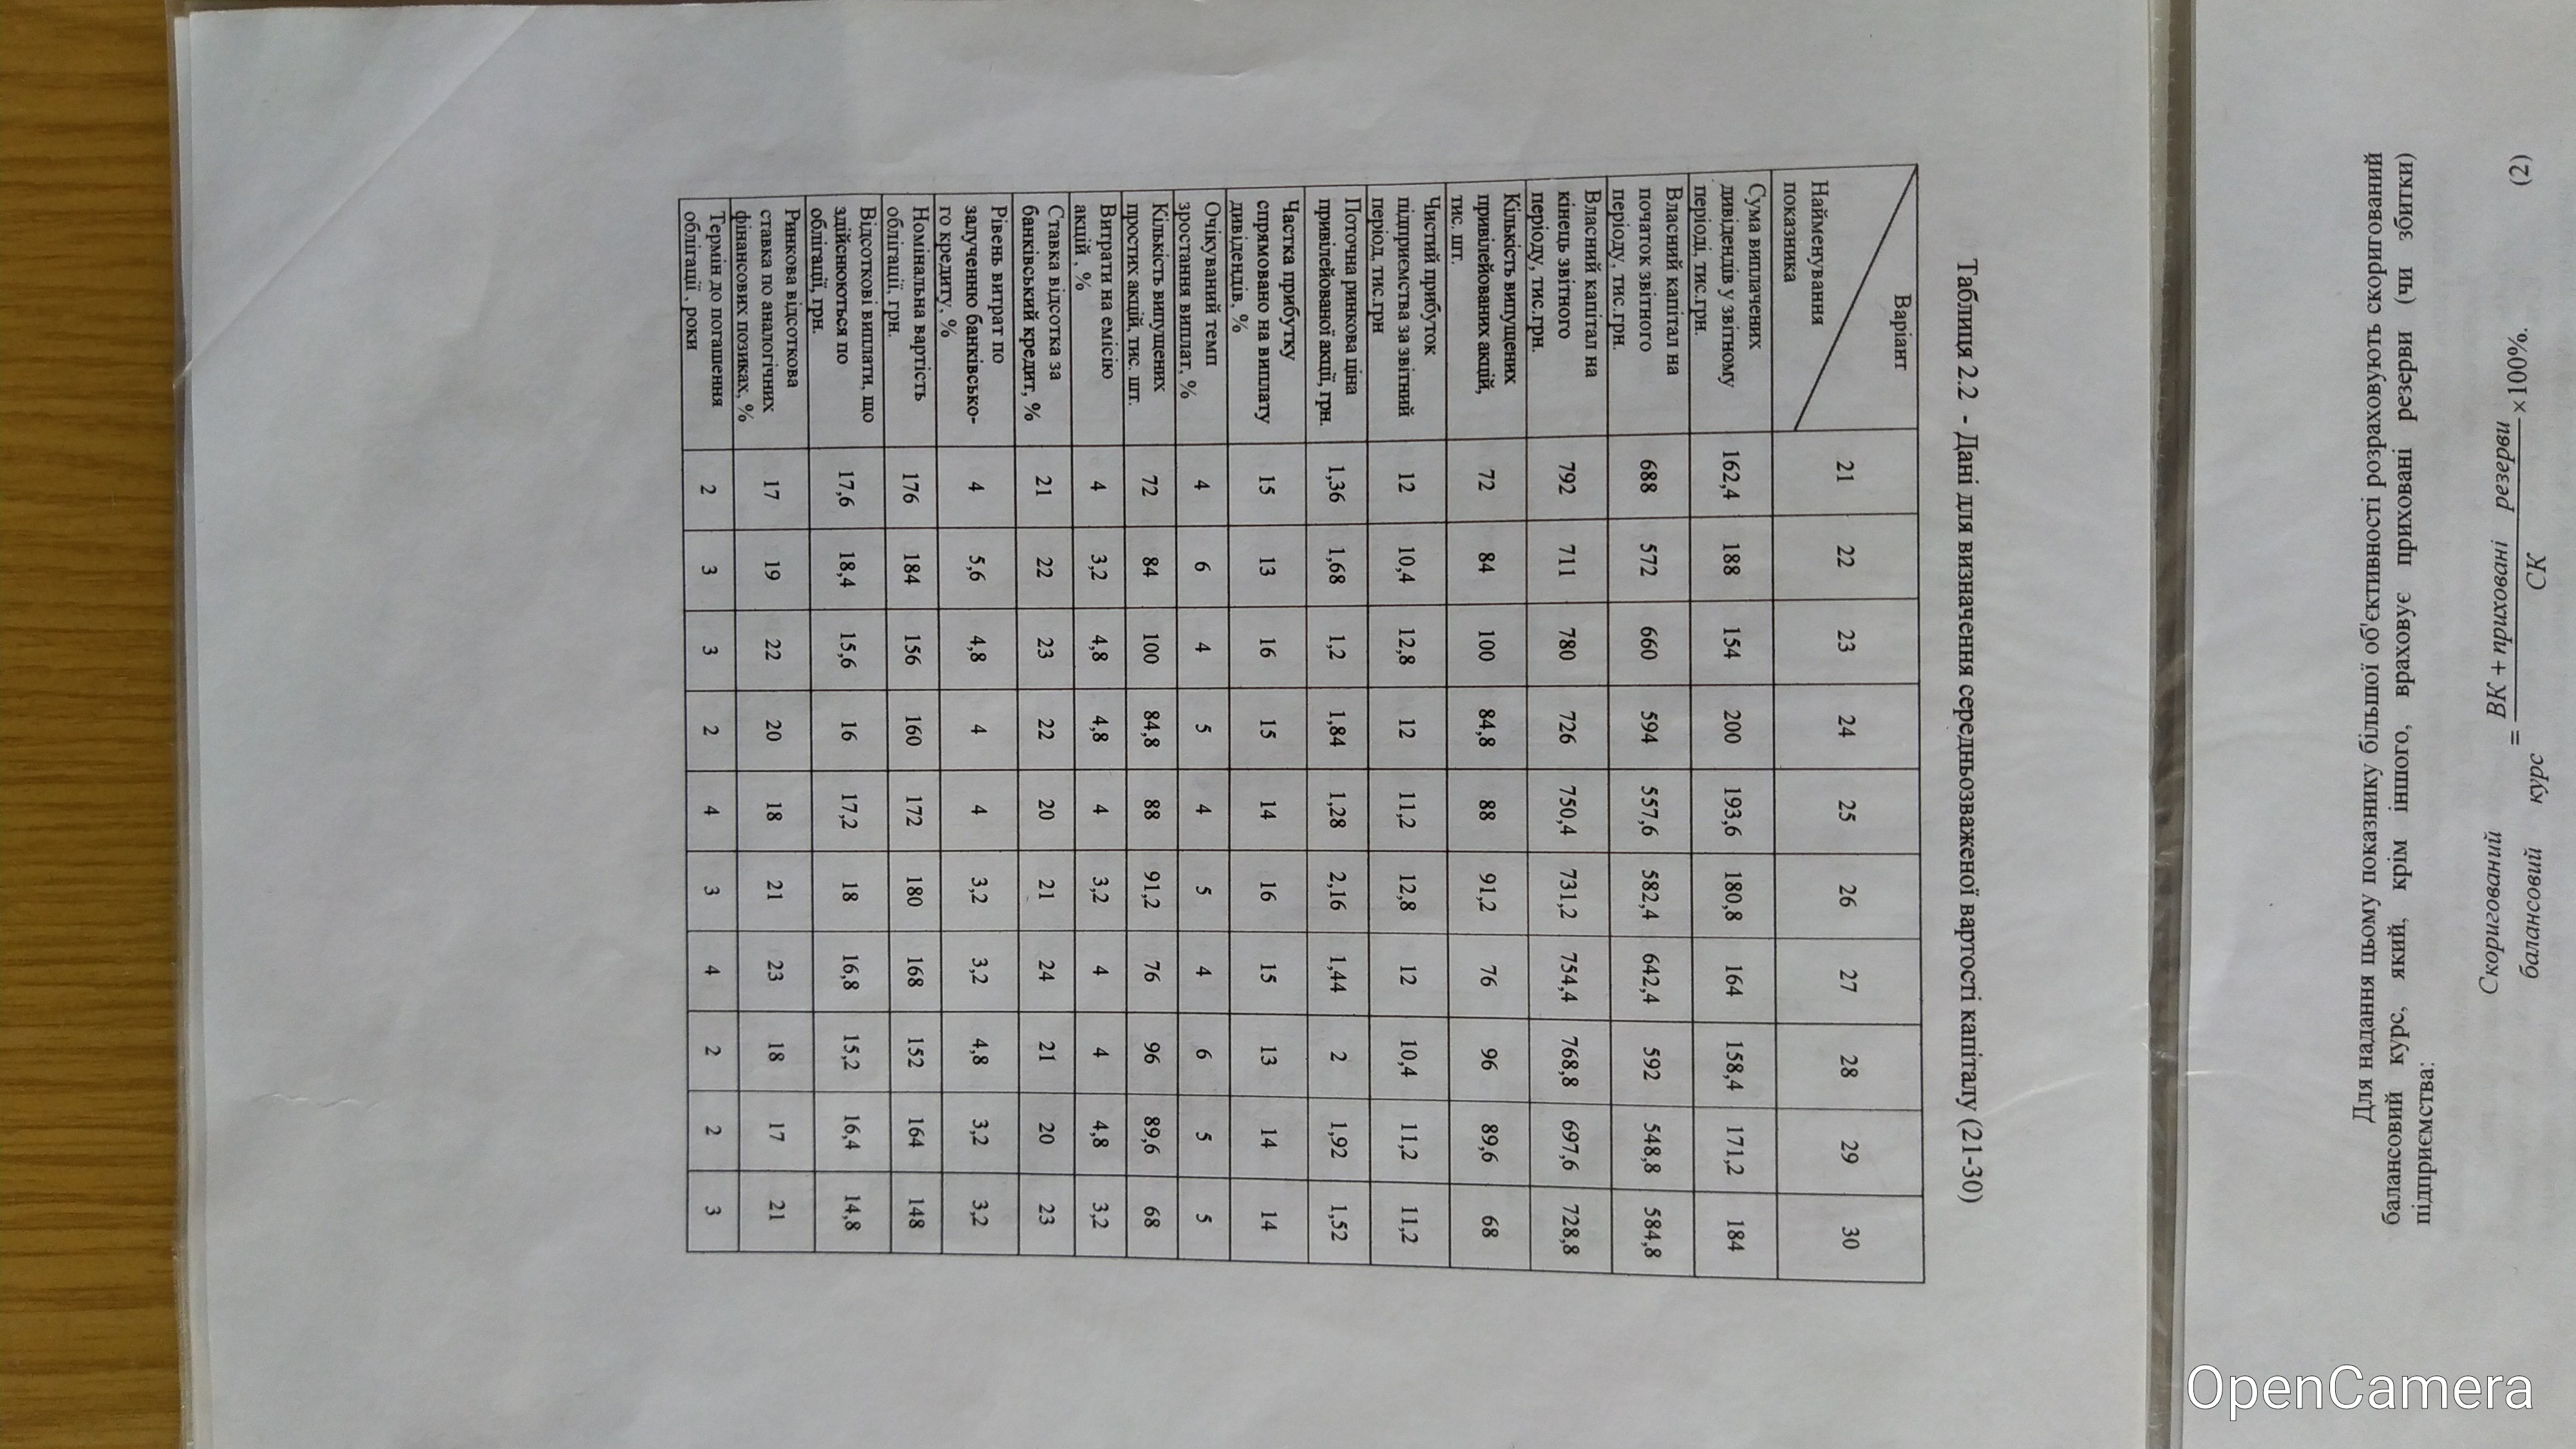 Таблиця 2.2 - Дані для визначення середньозваженої вартості капіталу (21-30)
Варіант
Найменування
показника
21 22 23 24 25 26 27 28 29 30
Сума виплачених
дивідендів у звітному
періоді, тис.грн.
162,4 188 154 200 193,6 180,8 164 158,4 171,2 184
Власний капітал на
початок звітного
періоду, тис.грн.
688 572 660 594 557,6 582,4 642,4 592 548,8 584,8
Власний капітал на
кінець звітного
періоду, тис.грн.
792 711 780 726 750,4 731,2 754,4 768,8 697,6 728,8
Кількість випущених
привілейованих акцій,
тис. шт.
72 84 100 84,8 88 91,2 76 96 89,6 68
Чистий прибуток
підприємства за звітний
період, тис.грн
12 10,4 12,8 12 11,2 12,8 12 10,4 11,2 11,2
Поточна ринкова ціна
привілейованої акції, грн.
1,36 1,68 1,2 1,84 1,28 2,16 1,44 2 1,92 1,52
Частка прибутку
спрямовано на виплату
дивідендів, %
15 13 16 15 14 16 15 13 14 14
Очікуваний темп
зростання виплат, %
4 6 4 5 4 5 4 6 5 5
Кількість випущених
простих акцій, тис. шт.
72 84 100 84,8 88 91,2 76 96 89,6 68
Витрати на емісію
акцій, %
4 3,2 4,8 4,8 4 3,2 4 4 4,8 3,2
Ставка відсотка за
банківський кредит, %
21 22 23 22 20 21 24 21 20 23
Рівень витрат по
залученню банківсько-
го кредиту, %
4 5,6 4,8 4 4 3,2 3,2 4,8 3,2 3,2
Номінальна вартість
облігації, грн.
176 184 156 160 172 180 168 152 164 148
Відсоткові виплати, що
здійснюються по
облігації, грн.
17,6 18,4 15,6 16 17,2 18 16,8 15,2 16,4 14,8
Ринкова відсоткова
ставка по аналогічних
фінансових позиках, %
17 19 22 20 18 21 23 18 17 21
Термін до погашення
облігації, роки
2 3 3 2 4 3 4 2 2 3
Для надання цьому показнику більшої об'єктивності розраховують скоригований
балансовий курс, який, крім іншого, враховує приховані резерви ( чи збитки)
підприємства:
Скоригований
балансовий курс = СК / ВК + приховані резерви × 100%. (2)
OpenCamera